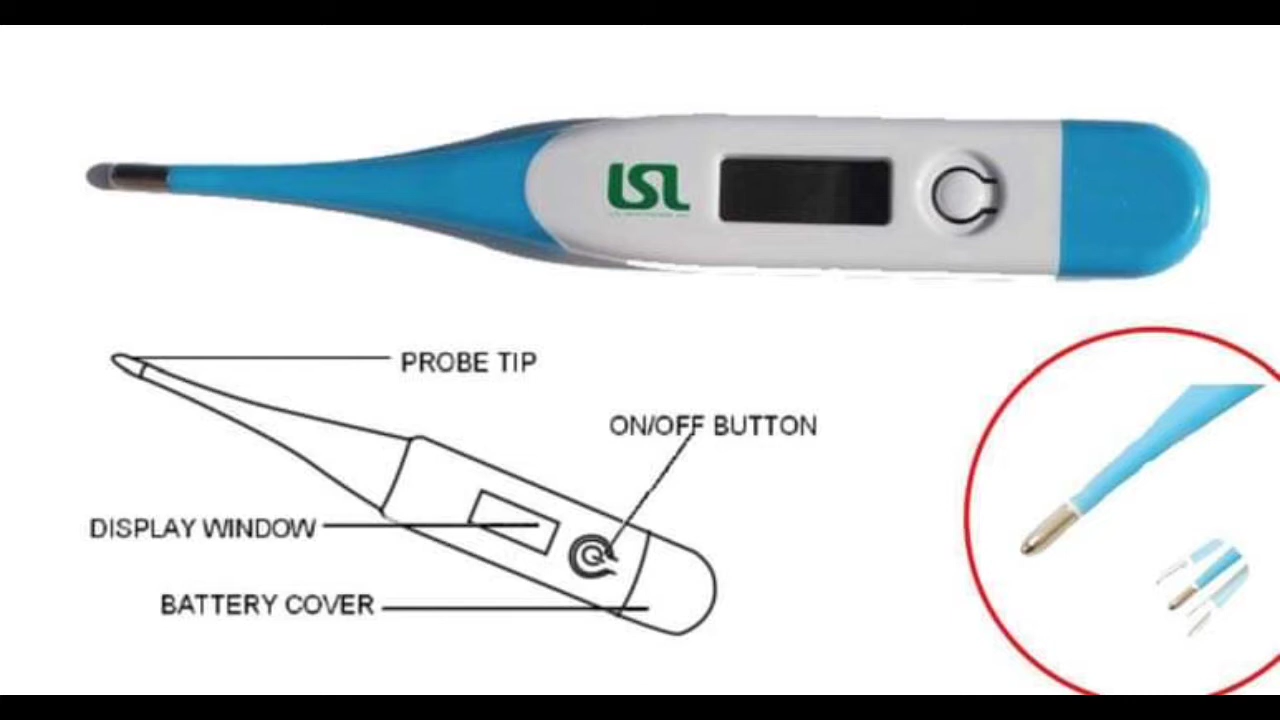 LSL
PROBE TIP
ON/OFF BUTTON
DISPLAY WINDOW
BATTERY COVER